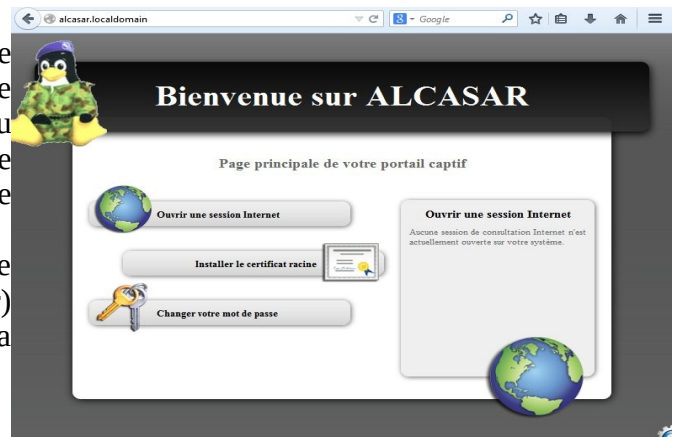 alcasar.localdomain
Google
Bienvenue sur ALCASAR
Page principale de votre portail captif
Ouvrir une session Internet
Installer le certificat racine
Changer votre mot de passe
Ouvrir une session Internet
Aucune session de consultation Internet n'est
actuellement ouverte sur votre système.